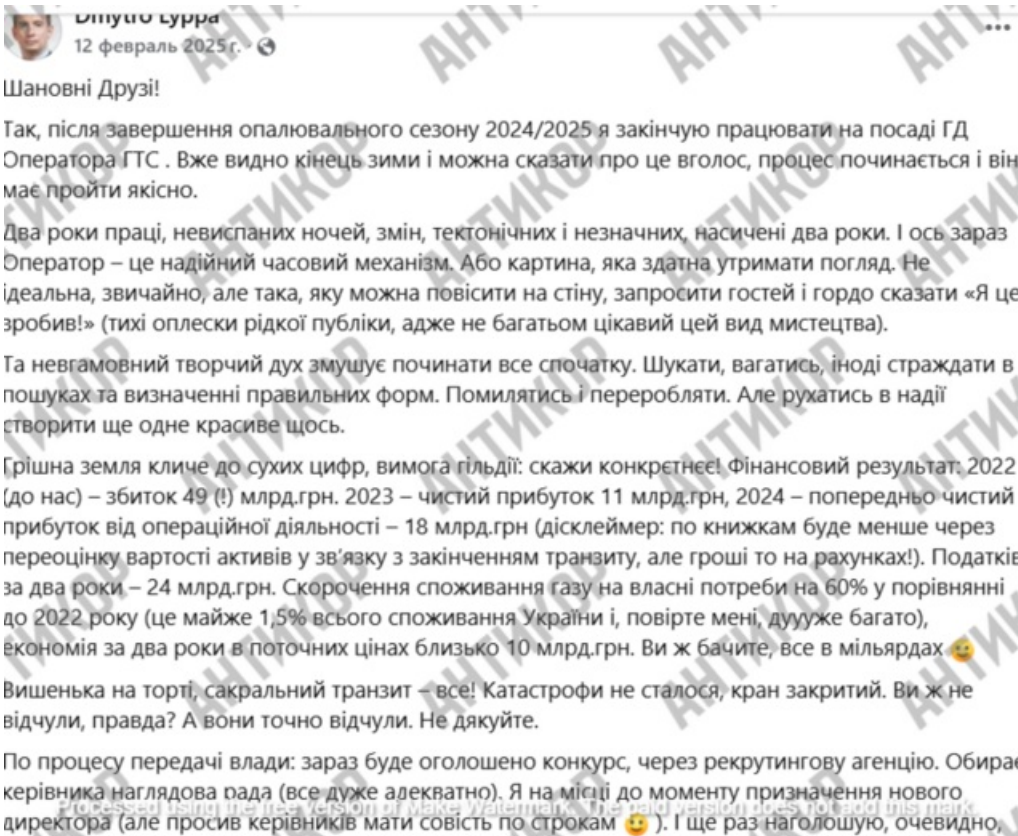 Dmytro Lyppa
12 февраль 2025 г.
Шановні Друзі!
Так, після завершення опалювального сезону 2024/2025 я закінчую працювати на посаді ГД
Оператора ГТС . Вже видно кінець зими і можна сказати про це вголос, процес починається і він
має пройти якісно.
Два роки праці, невиспаних ночей, змін, тектонічних і незначних, насичені два роки. І ось зараз
Оператор – це надійний часовий механізм. Або картина, яка здатна утримати погляд. Не
ідеальна, звичайно, але така, яку можна повісити на стіну, запросити гостей і гордо сказати «Я це
зробив!» (тихі оплески рідкої публіки, адже не багатьом цікавий цей вид мистецтва).
Та невгамовний творчий дух змушує починати все спочатку. Шукати, вагатись, іноді страждати в
пошуках та визначенні правильних форм. Помилятись і переробляти. Але рухатись в надії
створити ще одне красиве щось.
Грішна земля кличе до сухих цифр, вимога гільдії: скажи конкрєтнєє! Фінансовий результат: 2022
(до нас) – збиток 49 (!) млрд.грн. 2023 – чистий прибуток 11 млрд.грн, 2024 – попередньо чистий
прибуток від операційної діяльності – 18 млрд.грн (дісклеймер: по книжкам буде менше через
переоцінку вартості активів у зв’язку з закінченням транзиту, але гроші то на рахунках!). Податків
за два роки – 24 млрд.грн. Скорочення споживання газу на власні потреби на 60% у порівнянні
до 2022 року (це майже 1,5% всього споживання України і, повірте мені, дуууже багато),
економія за два роки в поточних цінах близько 10 млрд.грн. Ви ж бачите, все в мільярдах 😉
Вишенька на торті, сакральний транзит – все! Катастрофи не сталося, кран закритий. Ви ж не
відчули, правда? А вони точно відчули. Не дякуйте.
По процесу передачі влади: зараз буде оголошено конкурс, через рекрутингову агенцію. Обирає
керівника наглядова рада (все дуже адекватно). Я на місці до моменту призначення нового
Processed using the free version of Make Watermark. The paid version does not add this mark.
директора (але просив керівників мати совість по строкам 😉 ). І ще раз наголошую, очевидно,
АНТИКОР